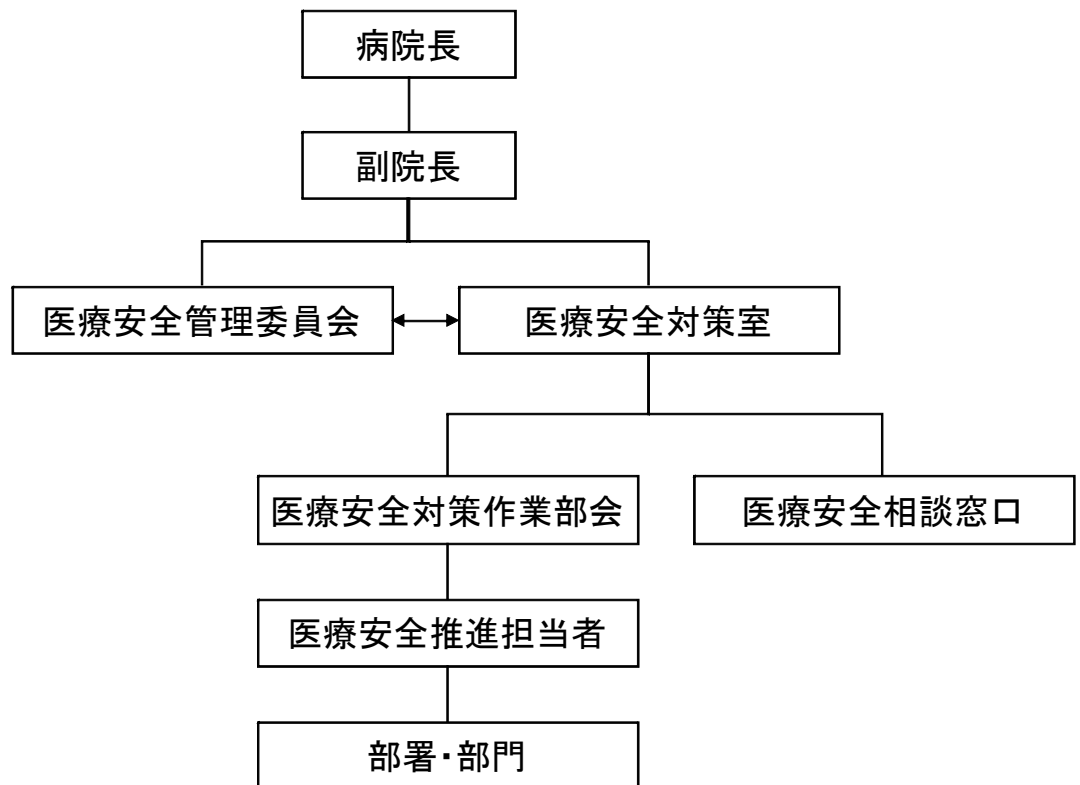 病院長
副院長
医療安全管理委員会
医療安全対策室
医療安全対策作業部会
医療安全相談窓口
医療安全推進担当者
部署・部門